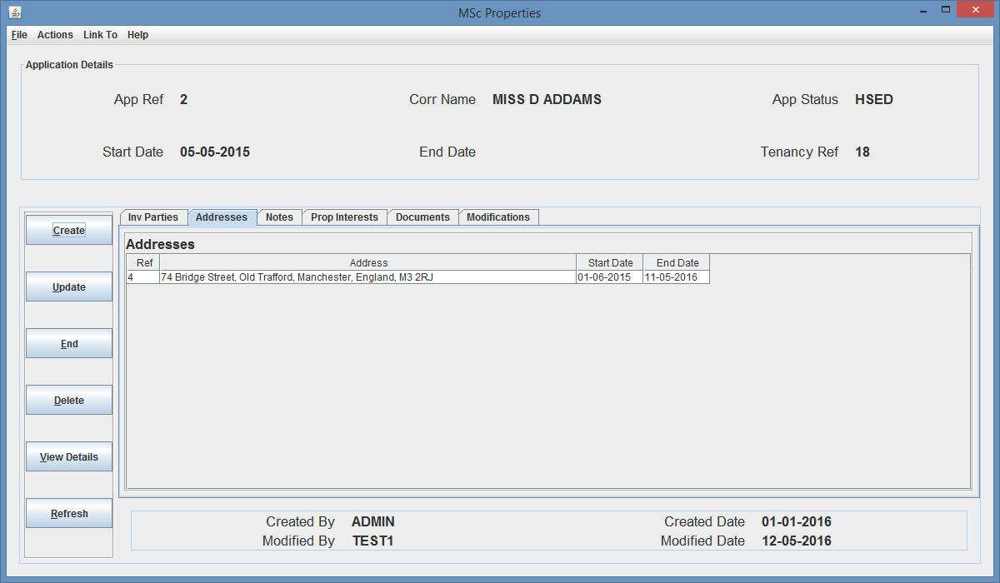 MSc Properties
File Actions Link To Help
Application Details
App Ref 2 Corr Name MISS D ADDAMS App Status HSED
Start Date 05-05-2015 End Date Tenancy Ref 18
Inv Parties Addresses Notes Prop Interests Documents Modifications
Create
Update
End
Delete
View Details
Refresh
Addresses
Ref Address Start Date End Date
4 74 Bridge Street, Old Trafford, Manchester, England, M3 2RJ 01-06-2015 11-05-2016
Created By ADMIN Created Date 01-01-2016
Modified By TEST1 Modified Date 12-05-2016